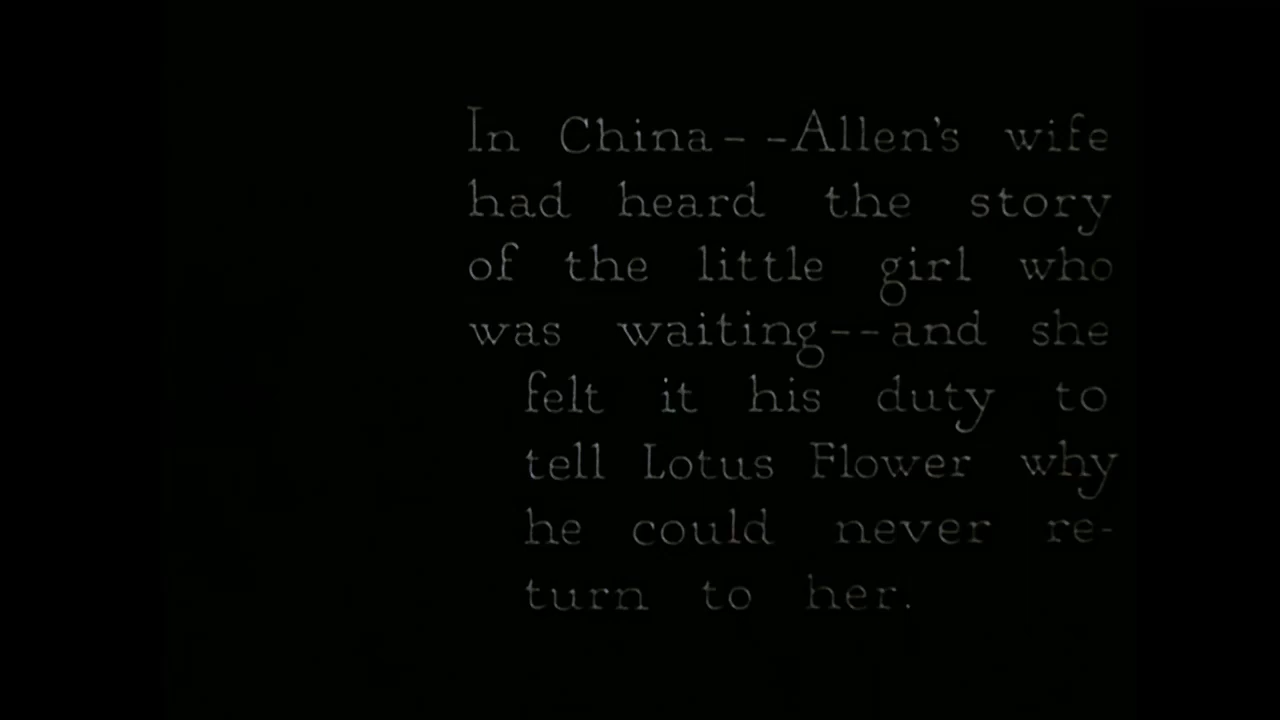 In China- -Allen's wife
had heard the story
of the little girl who
was waiting--and she
felt it his duty to
tell Lotus Flower why
he could never re-
turn to her.